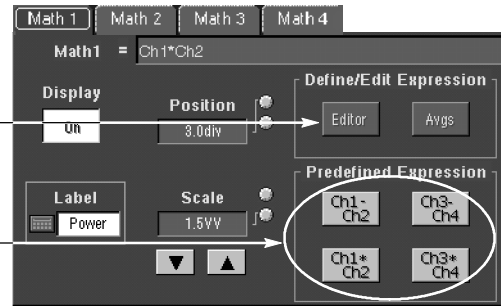 Math 1 Math 2 Math 3 Math 4
Math1 = Ch1*Ch2
Display
On
Position
3.0div
Define/Edit Expression
Editor Avgs
Label
Power
Scale
1.5VV
Predefined Expression
Ch1-
Ch2
Ch3-
Ch4
Ch1*
Ch2
Ch3*
Ch4